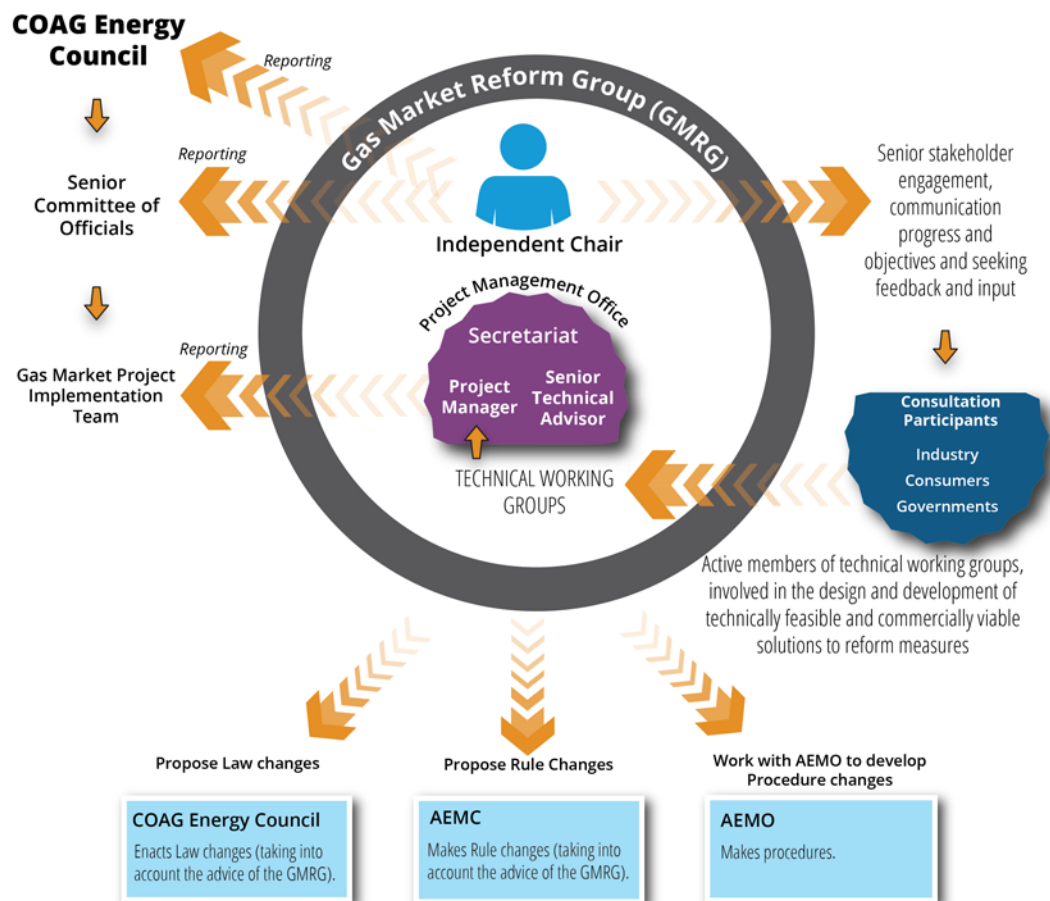 COAG Energy
Council
Reporting
Gas Market Reform Group (GMRG)
Reporting
Senior
Committee of
Officials
Independent Chair
Senior stakeholder
engagement,
communication
progress and
objectives and seeking
feedback and input
Project Management Office
Secretariat
Project
Manager
Senior
Technical
Advisor
Reporting
Gas Market Project
Implementation
Team
TECHNICAL WORKING
GROUPS
Consultation
Participants
Industry
Consumers
Governments
Active members of technical working groups,
involved in the design and development of
technically feasible and commercially viable
solutions to reform measures
Propose Law changes
Propose Rule Changes
Work with AEMO to develop
Procedure changes
COAG Energy Council
Enacts Law changes (taking into
account the advice of the GMRG).
AEMC
Makes Rule changes (taking into
account the advice of the GMRG).
AEMO
Makes procedures.